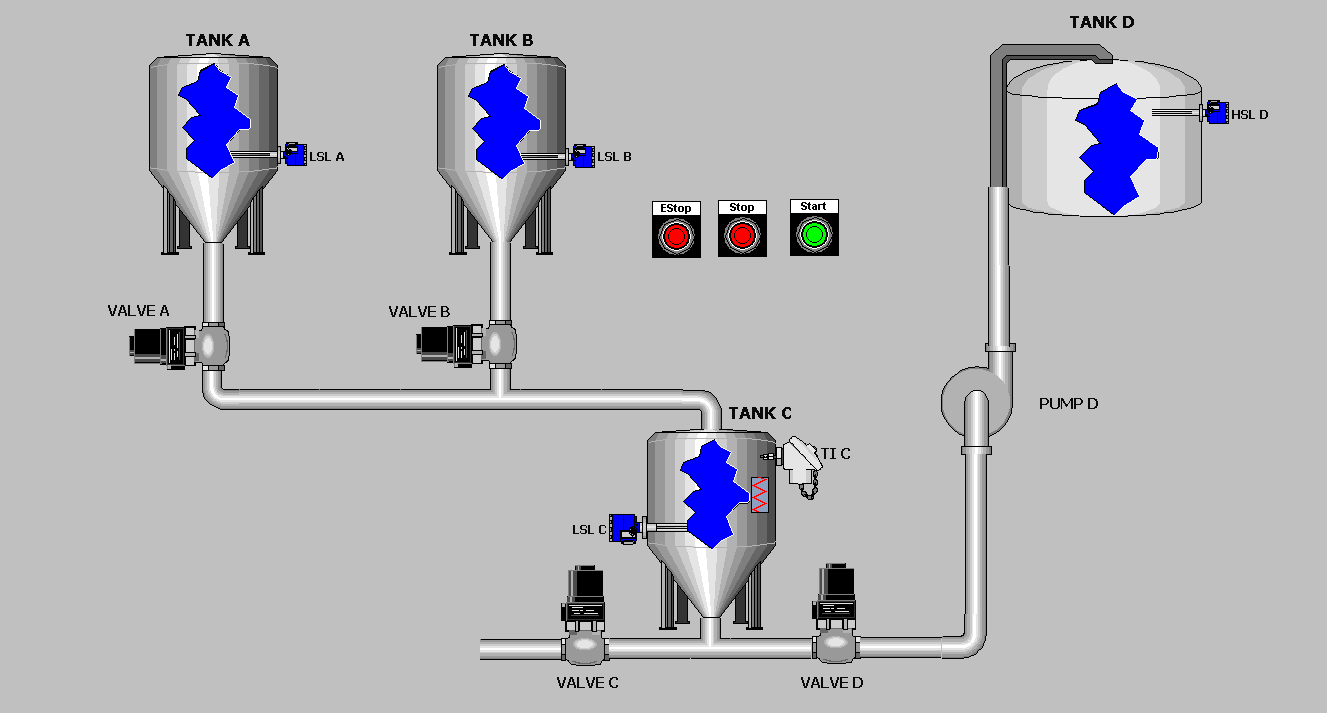 TANK D
TANK A
TANK B
HSL D
LSL A
LSL B
EStop
Stop
Start
VALVE A
VALVE B
PUMP D
TANK C
TI C
LSL C
VALVE C
VALVE D